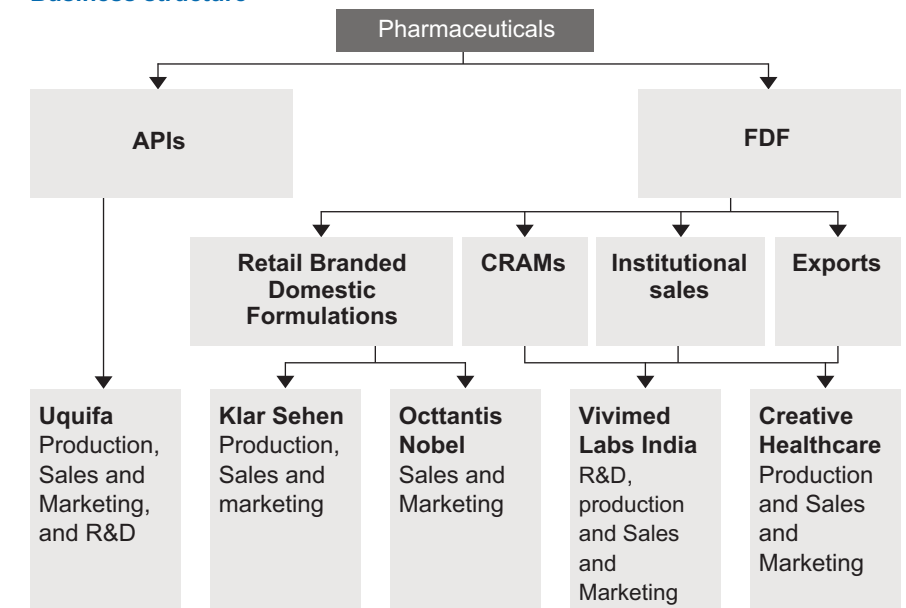 Business structure
Pharmaceuticals
APIs
FDF
Retail Branded
Domestic
Formulations
CRAMs
Institutional
sales
Exports
Uquifa
Production,
Sales and
Marketing,
and R&D
Klar Sehen
Production,
Sales and
marketing
Octtantis
Nobel
Sales and
Marketing
Vivimed
Labs India
R&D,
production
and Sales
and
Marketing
Creative
Healthcare
Production
and Sales
and
Marketing